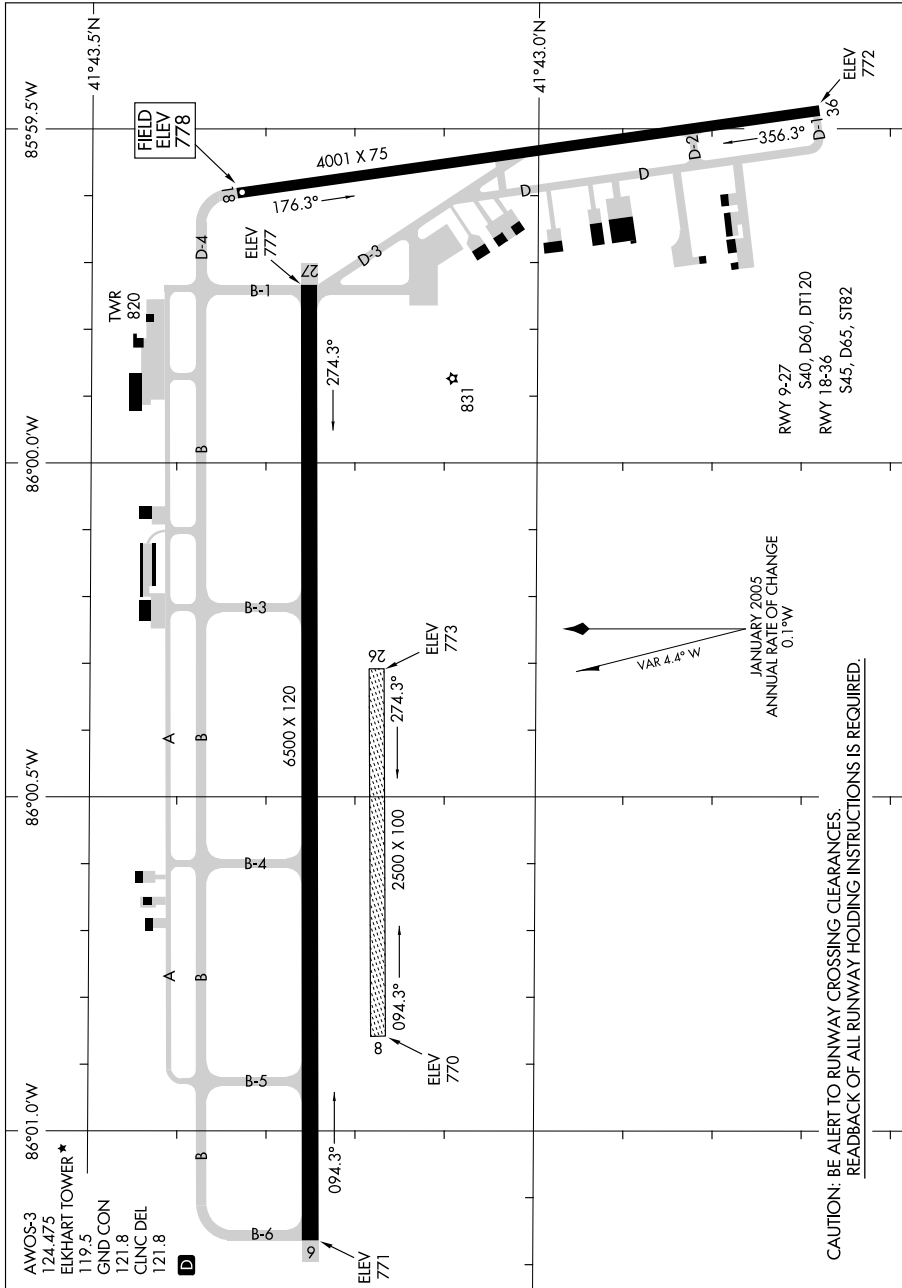 AWOS-3
124.475
ELKHART TOWER ★
119.5
GND CON
121.8
CLNC DEL
121.8
D
86°01.0'W
86°00.5'W
86°00.0'W
85°59.5'W
41°43.5'N
41°43.0'N
FIELD
ELEV
778
TWR
820
A
A
B
B
B
B
D-4
B-6
B-5
B-4
B-3
B-1
18
176.3°
4001 X 75
ELEV
777
27
274.3°
6500 X 120
094.3°
9
ELEV
771
D-3
D
D
D-2
D-1
356.3°
36
ELEV
772
831
26
ELEV
773
274.3°
2500 X 100
094.3°
8
ELEV
770
VAR 4.4° W
JANUARY 2005
ANNUAL RATE OF CHANGE
0.1°W
RWY 9-27
S40, D60, DT120
RWY 18-36
S45, D65, ST82
CAUTION: BE ALERT TO RUNWAY CROSSING CLEARANCES.
READBACK OF ALL RUNWAY HOLDING INSTRUCTIONS IS REQUIRED.